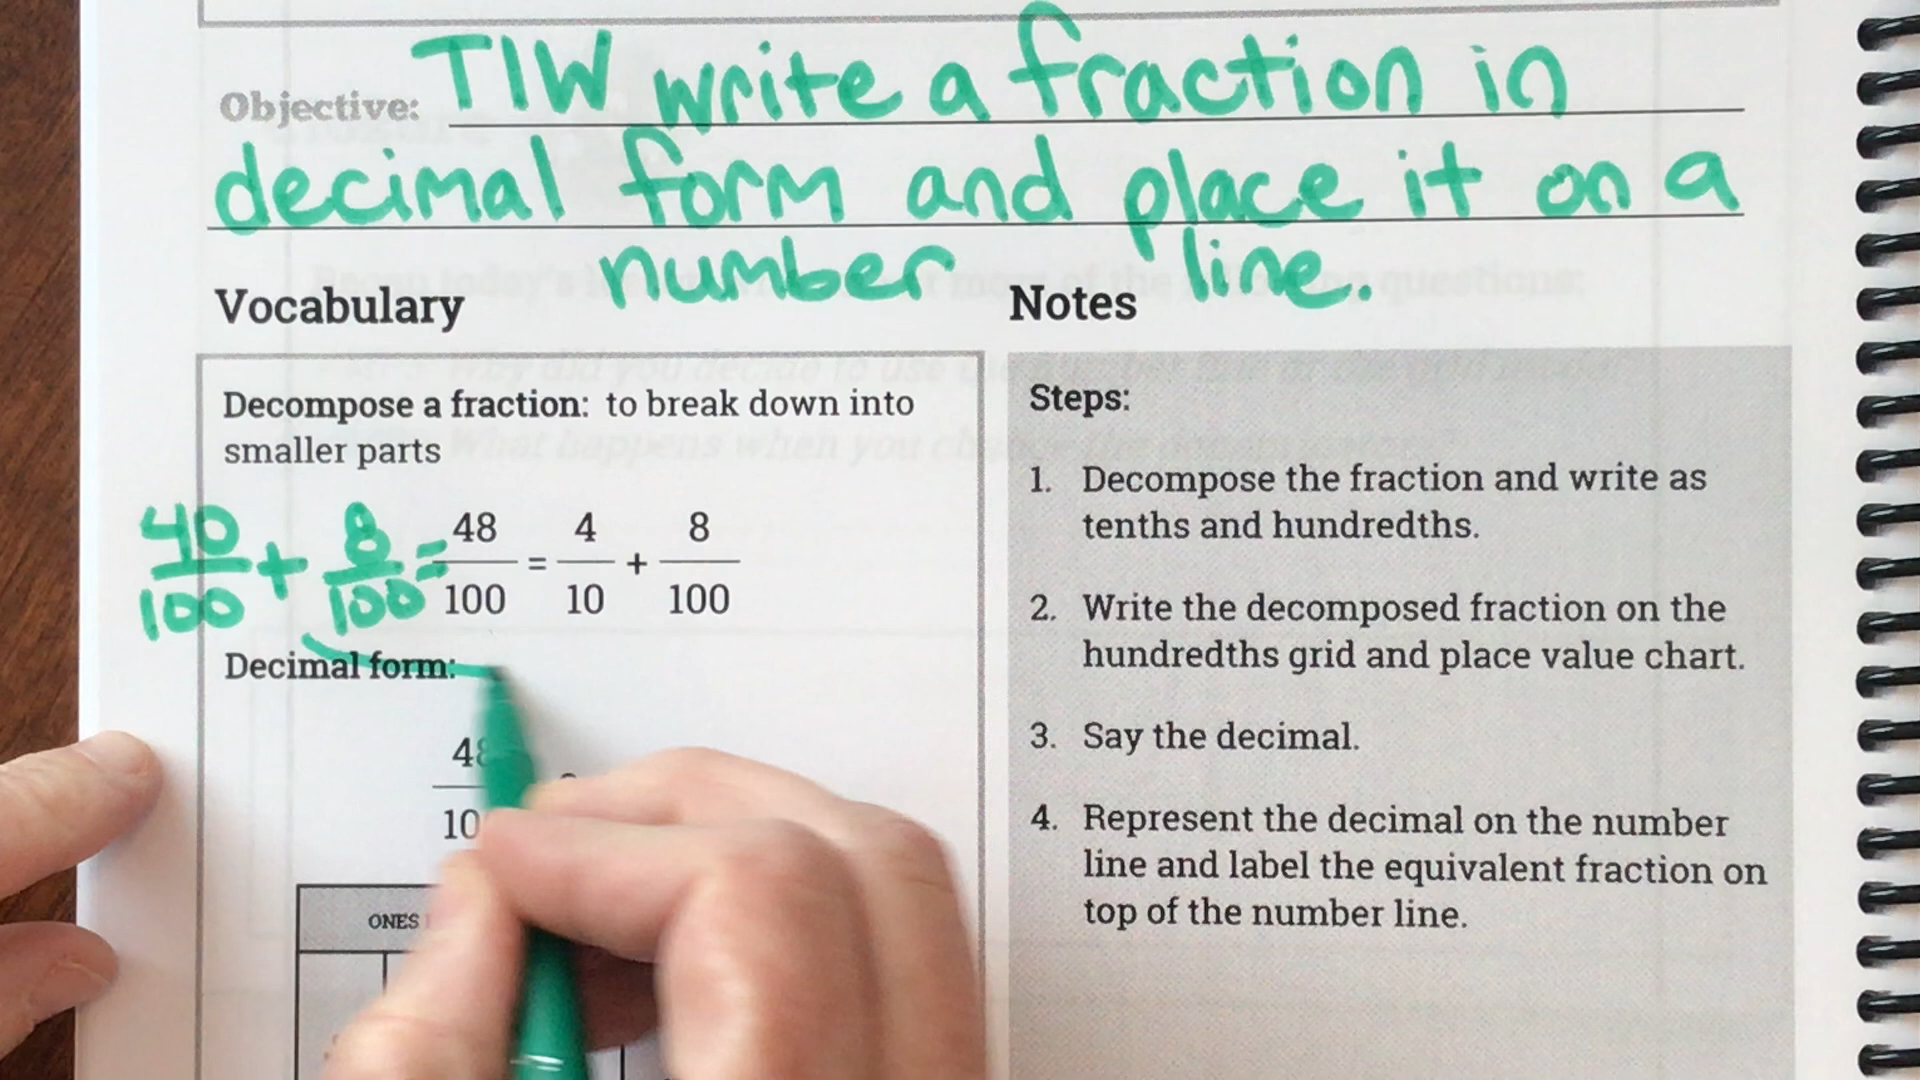 Objective: TIW write a fraction in
decimal form and place it on a
number line.
Vocabulary
Decompose a fraction: to break down into
smaller parts
40/100 + 8/100 = 48/100 = 4/10 + 8/100
Decimal form:
ONES
Notes
Steps:
1. Decompose the fraction and write as
tenths and hundredths.
2. Write the decomposed fraction on the
hundredths grid and place value chart.
3. Say the decimal.
4. Represent the decimal on the number
line and label the equivalent fraction on
top of the number line.